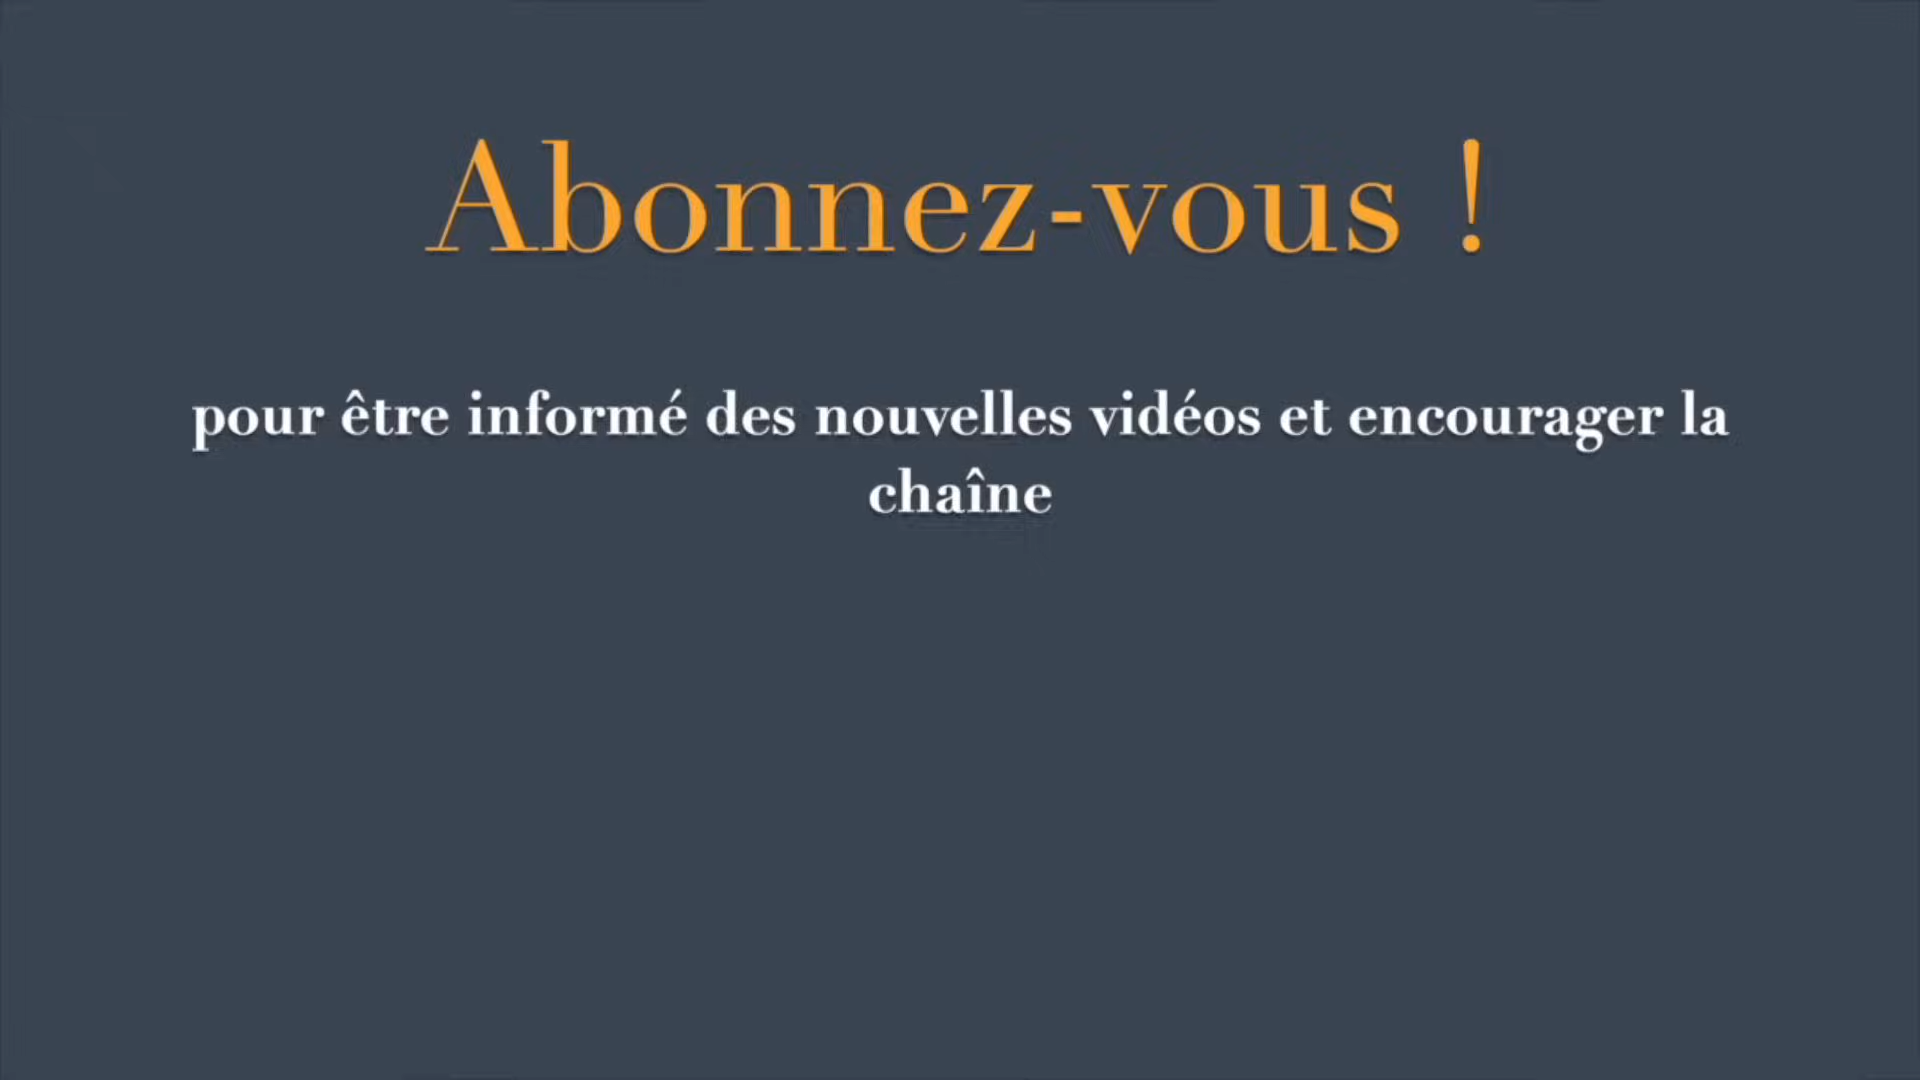 Abonnez-vous !
pour être informé des nouvelles vidéos et encourager la
chaîne